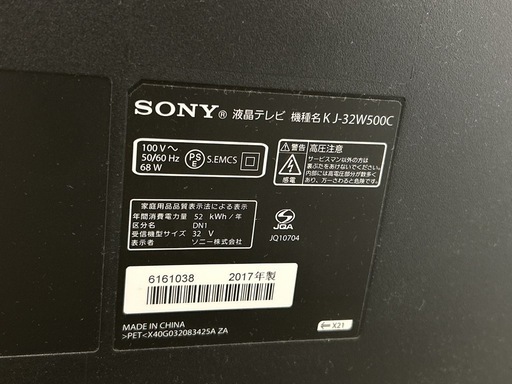 SONY® 液晶テレビ 機種名 KJ-32W500C
100 V～
50/60 Hz
68 W
PS
E
S.EMCS
警告
高圧注意
感電
サービスマン以外の方は
裏ぶたをあけないでください。
内部には高電圧部分が数多く
あり、万一さわると危険です。
家庭用品品質表示法による表示
年間消費電力量 52 kWh/年
区分名 DN1
受信機型サイズ 32 V
ソニー株式会社
JQA
JQ10704
6161038 2017年製
MADE IN CHINA
>PET<X40G032083425A ZA
X21